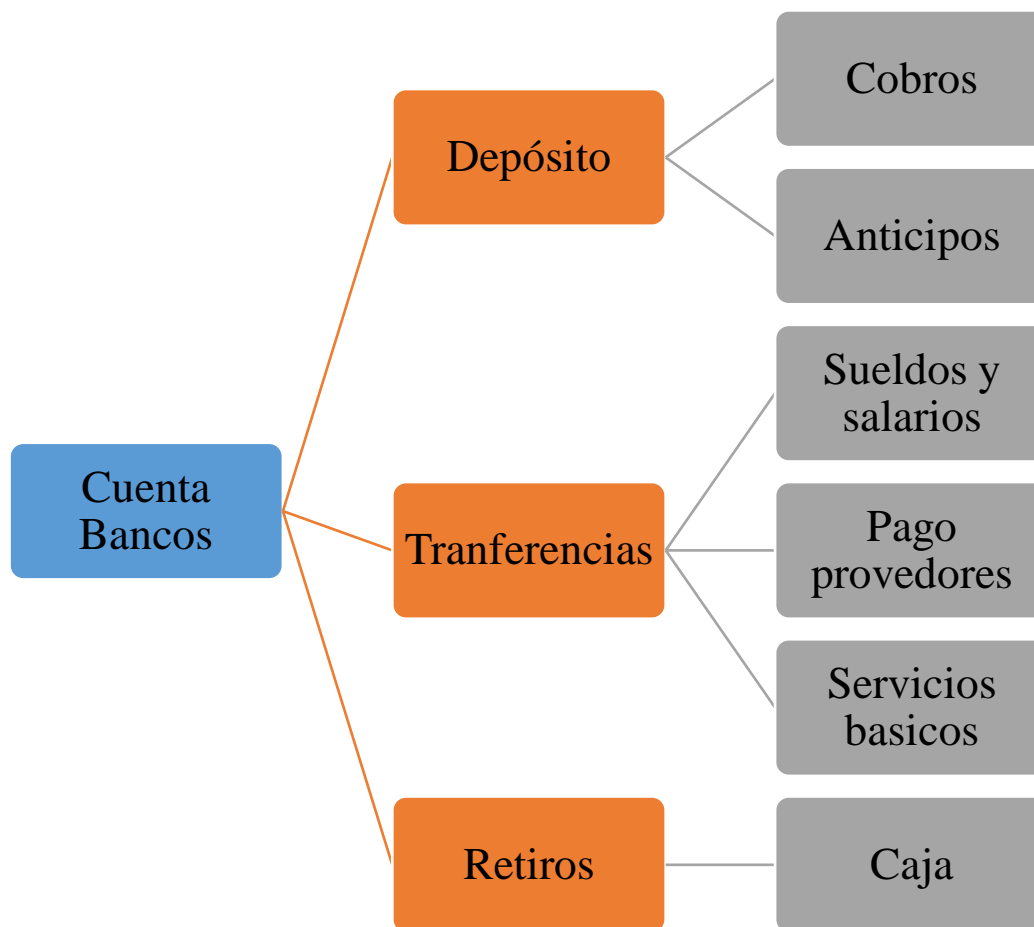 Cuenta
Bancos
Depósito
Cobros
Anticipos
Tranferencias
Sueldos y
salarios
Pago
provedores
Servicios
basicos
Retiros
Caja